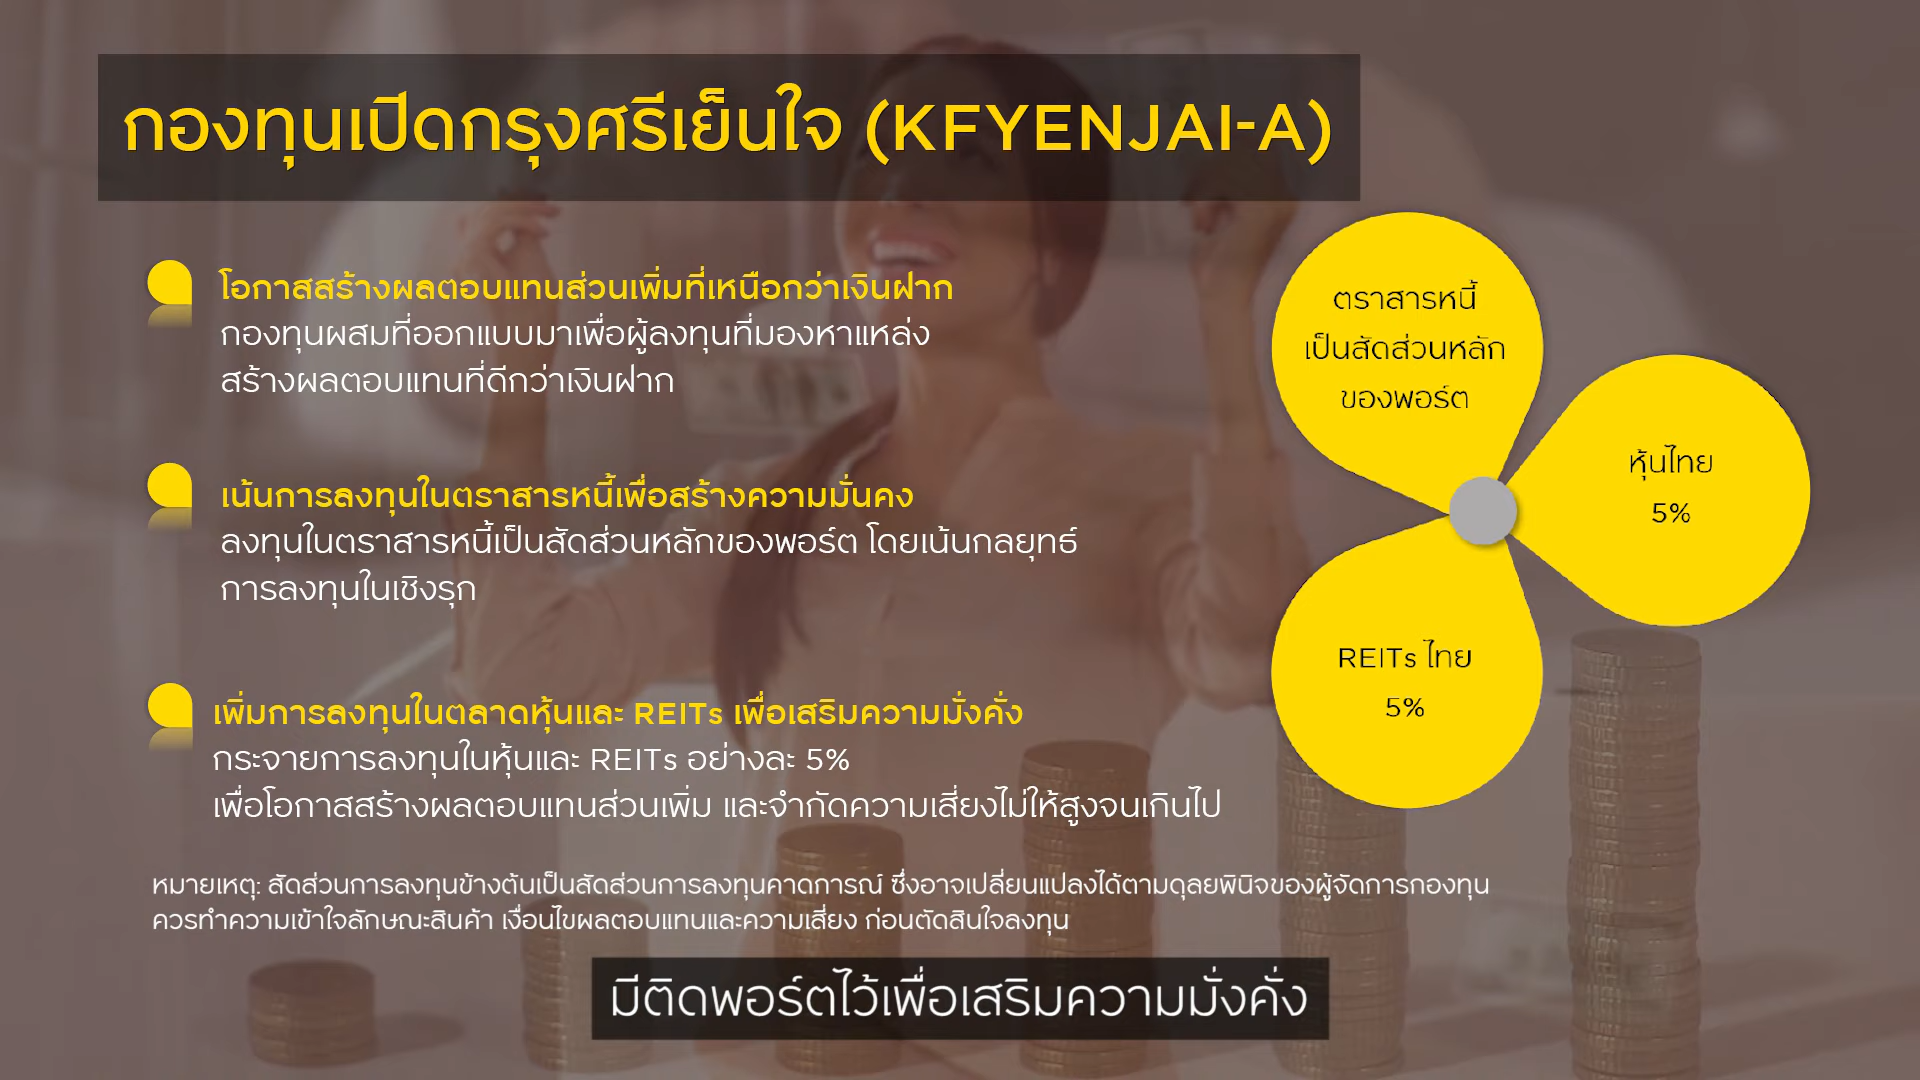 กองทุนเปิดกรุงศรีเย็นใจ (KFYENJAI-A)
โอกาสสร้างผลตอบแทนส่วนเพิ่มที่เหนือกว่าเงินฝาก
กองทุนผสมที่ออกแบบมาเพื่อผู้ลงทุนที่มองหาแหล่ง
สร้างผลตอบแทนที่ดีกว่าเงินฝาก
เน้นการลงทุนในตราสารหนี้เพื่อสร้างความมั่นคง
ลงทุนในตราสารหนี้เป็นสัดส่วนหลักของพอร์ต โดยเน้นกลยุทธ์
การลงทุนในเชิงรุก
เพิ่มการลงทุนในตลาดหุ้นและ REITs เพื่อเสริมความมั่งคั่ง
กระจายการลงทุนในหุ้นและ REITs อย่างละ 5%
เพื่อโอกาสสร้างผลตอบแทนส่วนเพิ่ม และจำกัดความเสี่ยงไม่ให้สูงจนเกินไป
ตราสารหนี้
เป็นสัดส่วนหลัก
ของพอร์ต
หุ้นไทย
5%
REITs ไทย
5%
หมายเหตุ: สัดส่วนการลงทุนข้างต้นเป็นสัดส่วนการลงทุนคาดการณ์ ซึ่งอาจเปลี่ยนแปลงได้ตามดุลยพินิจของผู้จัดการกองทุน
ควรทำความเข้าใจลักษณะสินค้า เงื่อนไขผลตอบแทนและความเสี่ยง ก่อนตัดสินใจลงทุน
มีติดพอร์ตไว้เพื่อเสริมความมั่งคั่ง